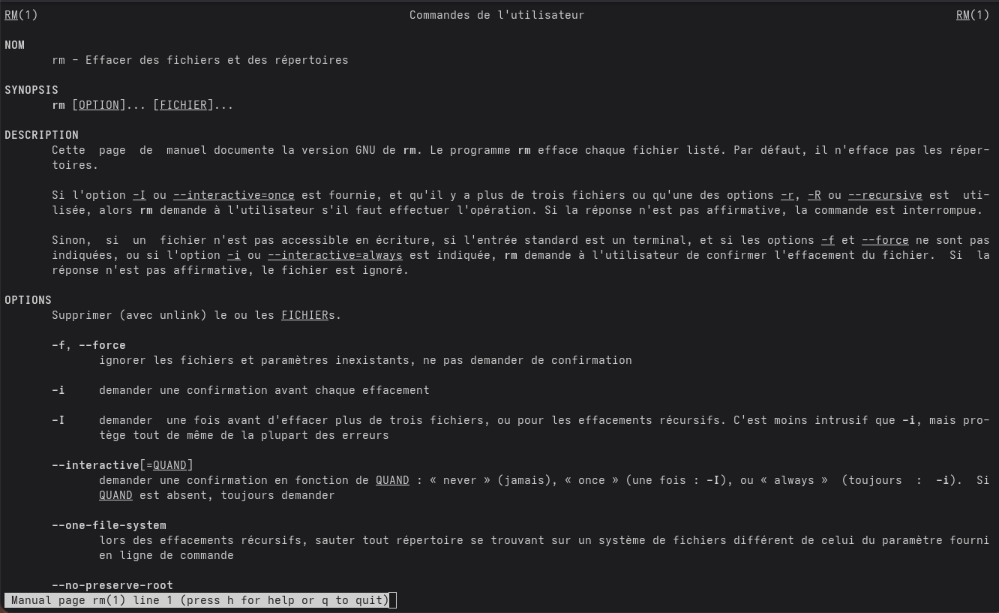 RM(1) Commandes de l'utilisateur RM(1)
NOM
rm - Effacer des fichiers et des répertoires
SYNOPSIS
rm [OPTION]... [FICHIER]...
DESCRIPTION
Cette page de manuel documente la version GNU de rm. Le programme rm efface chaque fichier listé. Par défaut, il n'efface pas les réper-
toires.
Si l'option -I ou --interactive=once est fournie, et qu'il y a plus de trois fichiers ou qu'une des options -r, -R ou --recursive est uti-
lisée, alors rm demande à l'utilisateur s'il faut effectuer l'opération. Si la réponse n'est pas affirmative, la commande est interrompue.
Sinon, si un fichier n'est pas accessible en écriture, si l'entrée standard est un terminal, et si les options -f et --force ne sont pas
indiquées, ou si l'option -i ou --interactive=always est indiquée, rm demande à l'utilisateur de confirmer l'effacement du fichier. Si la
réponse n'est pas affirmative, le fichier est ignoré.
OPTIONS
Supprimer (avec unlink) le ou les FICHIERs.
-f, --force
ignorer les fichiers et paramètres inexistants, ne pas demander de confirmation
-i demander une confirmation avant chaque effacement
-I demander une fois avant d'effacer plus de trois fichiers, ou pour les effacements récursifs. C'est moins intrusif que -i, mais pro-
tège tout de même de la plupart des erreurs
--interactive[=QUAND]
demander une confirmation en fonction de QUAND : « never » (jamais), « once » (une fois : -I), ou « always » (toujours : -i). Si
QUAND est absent, toujours demander
--one-file-system
lors des effacements récursifs, sauter tout répertoire se trouvant sur un système de fichiers différent de celui du paramètre fourni
en ligne de commande
--no-preserve-root
Manual page rm(1) line 1 (press h for help or q to quit)